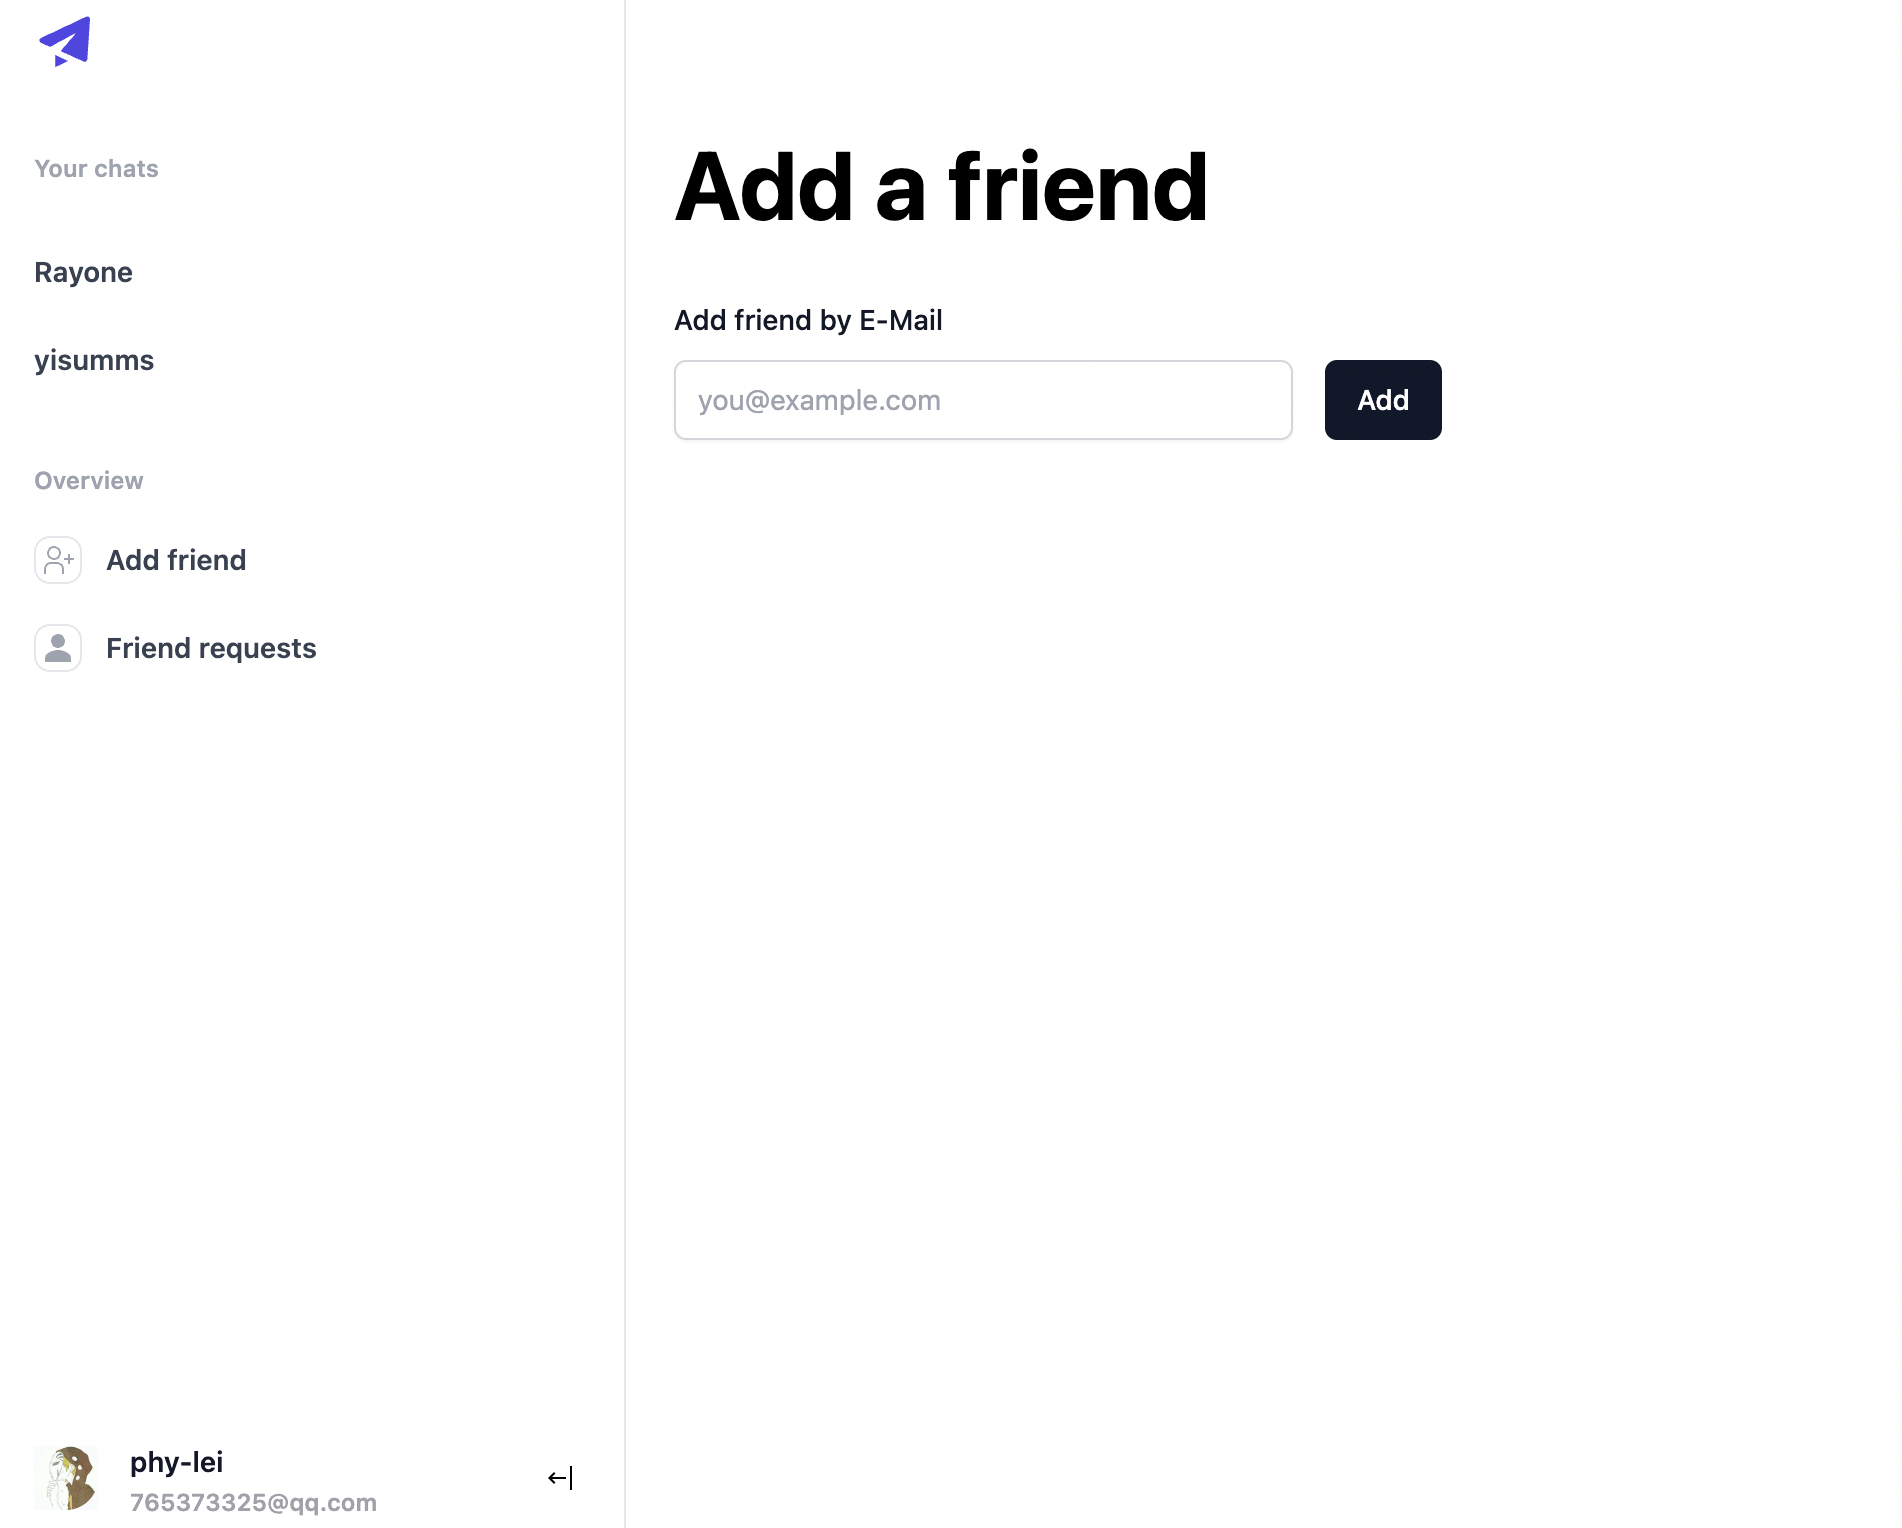 Your chats
Rayone
yisumms
Overview
Add friend
Friend requests
phy-lei
765373325@qq.com
Add a friend
Add friend by E-Mail
you@example.com
Add